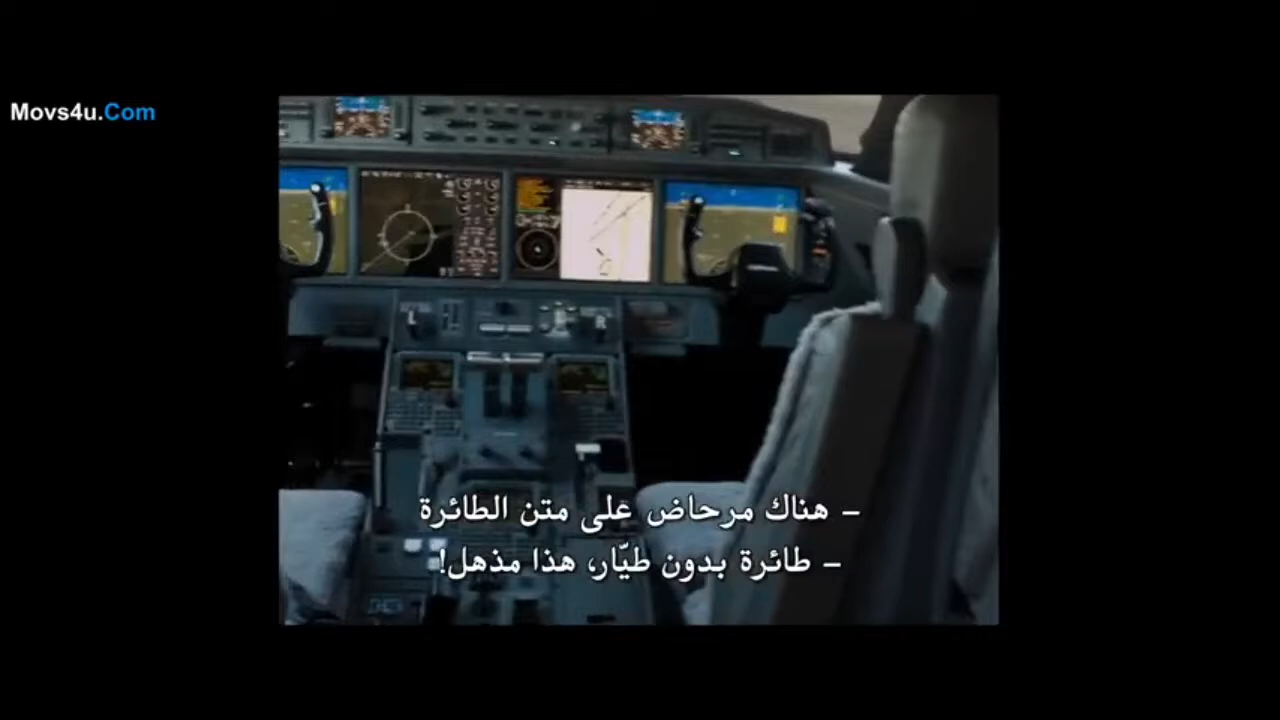 Movs4u.Com
- هناك مرحاض على متن الطائرة
- طائرة بدون طيّار، هذا مذهل!